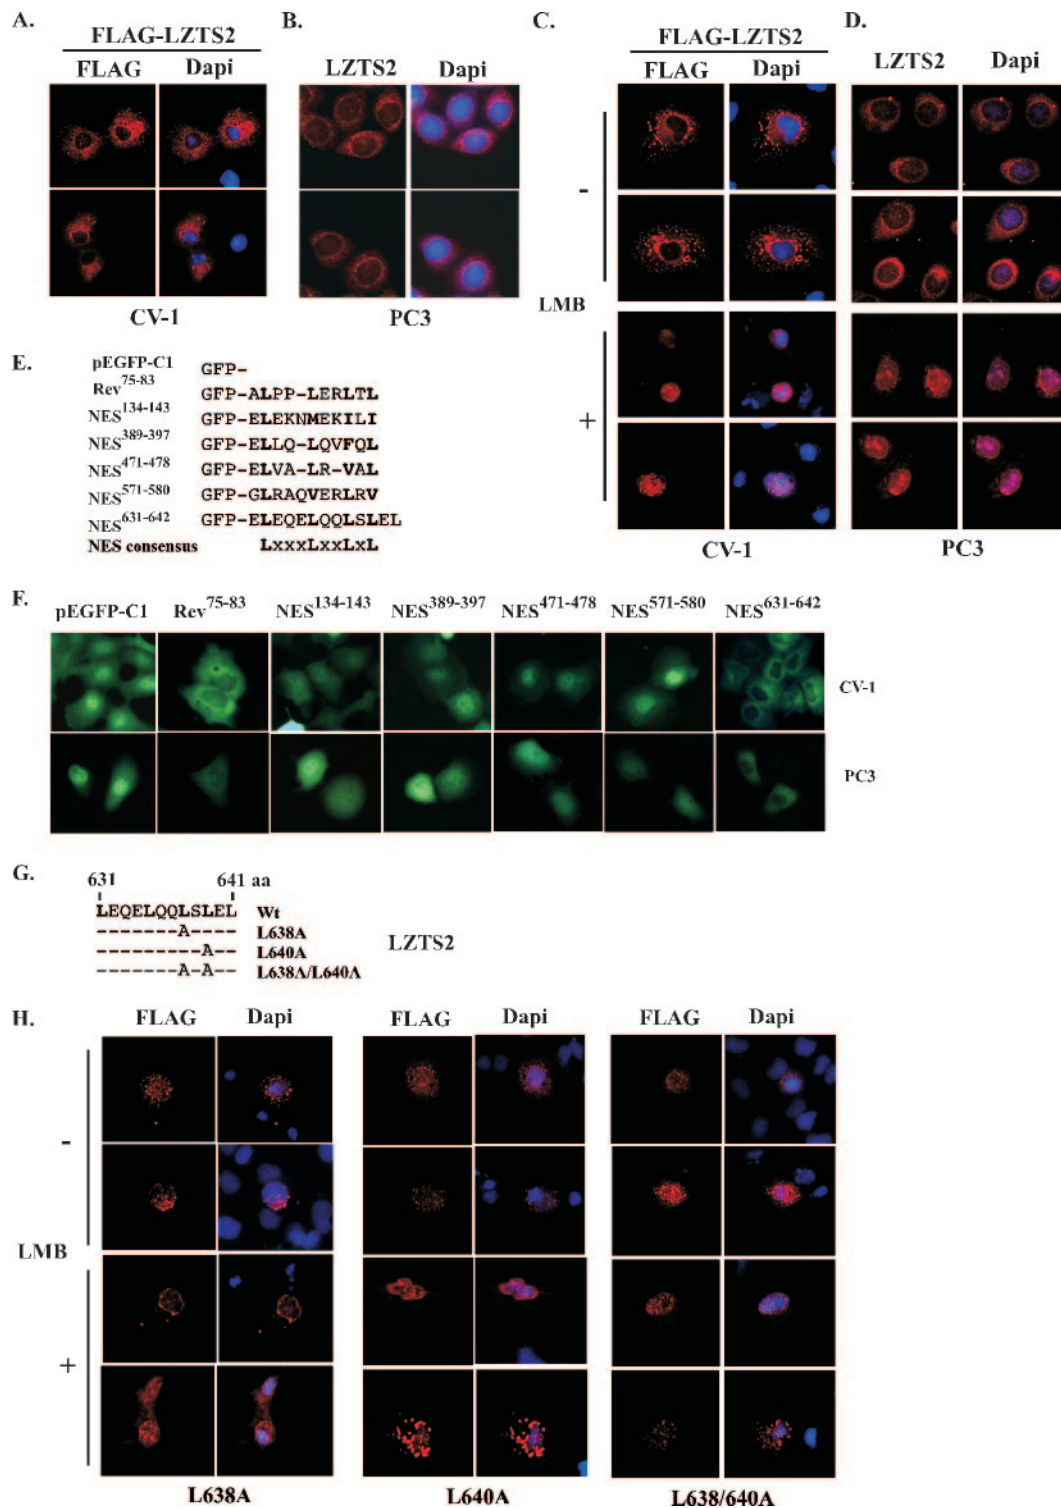 A.
FLAG-LZTS2
FLAG Dapi
CV-1
B.
LZTS2 Dapi
PC3
C.
FLAG-LZTS2
FLAG Dapi
-
LMB
+
CV-1
D.
LZTS2 Dapi
PC3
E.
pEGFP-C1 GFP-
Rev75-83 GFP-ALPP-LERLTL
NES134-143 GFP-ELEKNMEKILI
NES389-397 GFP-ELLQ-LQVFQL
NES471-478 GFP-ELVA-LR-VAL
NES571-580 GFP-GLRAQVERLRV
NES631-642 GFP-ELEQELQQLSLEL
NES consensus LxxxLxxLxL
F.
pEGFP-C1 Rev75-83 NES134-143 NES389-397 NES471-478 NES571-580 NES631-642
CV-1
PC3
G.
631 641 aa
LEQELQQLSLEL Wt
-------A---- L638A
---------A-- L640A
-------A-A-- L638A/L640A
LZTS2
H.
FLAG Dapi FLAG Dapi FLAG Dapi
-
LMB
+
L638A L640A L638/640A